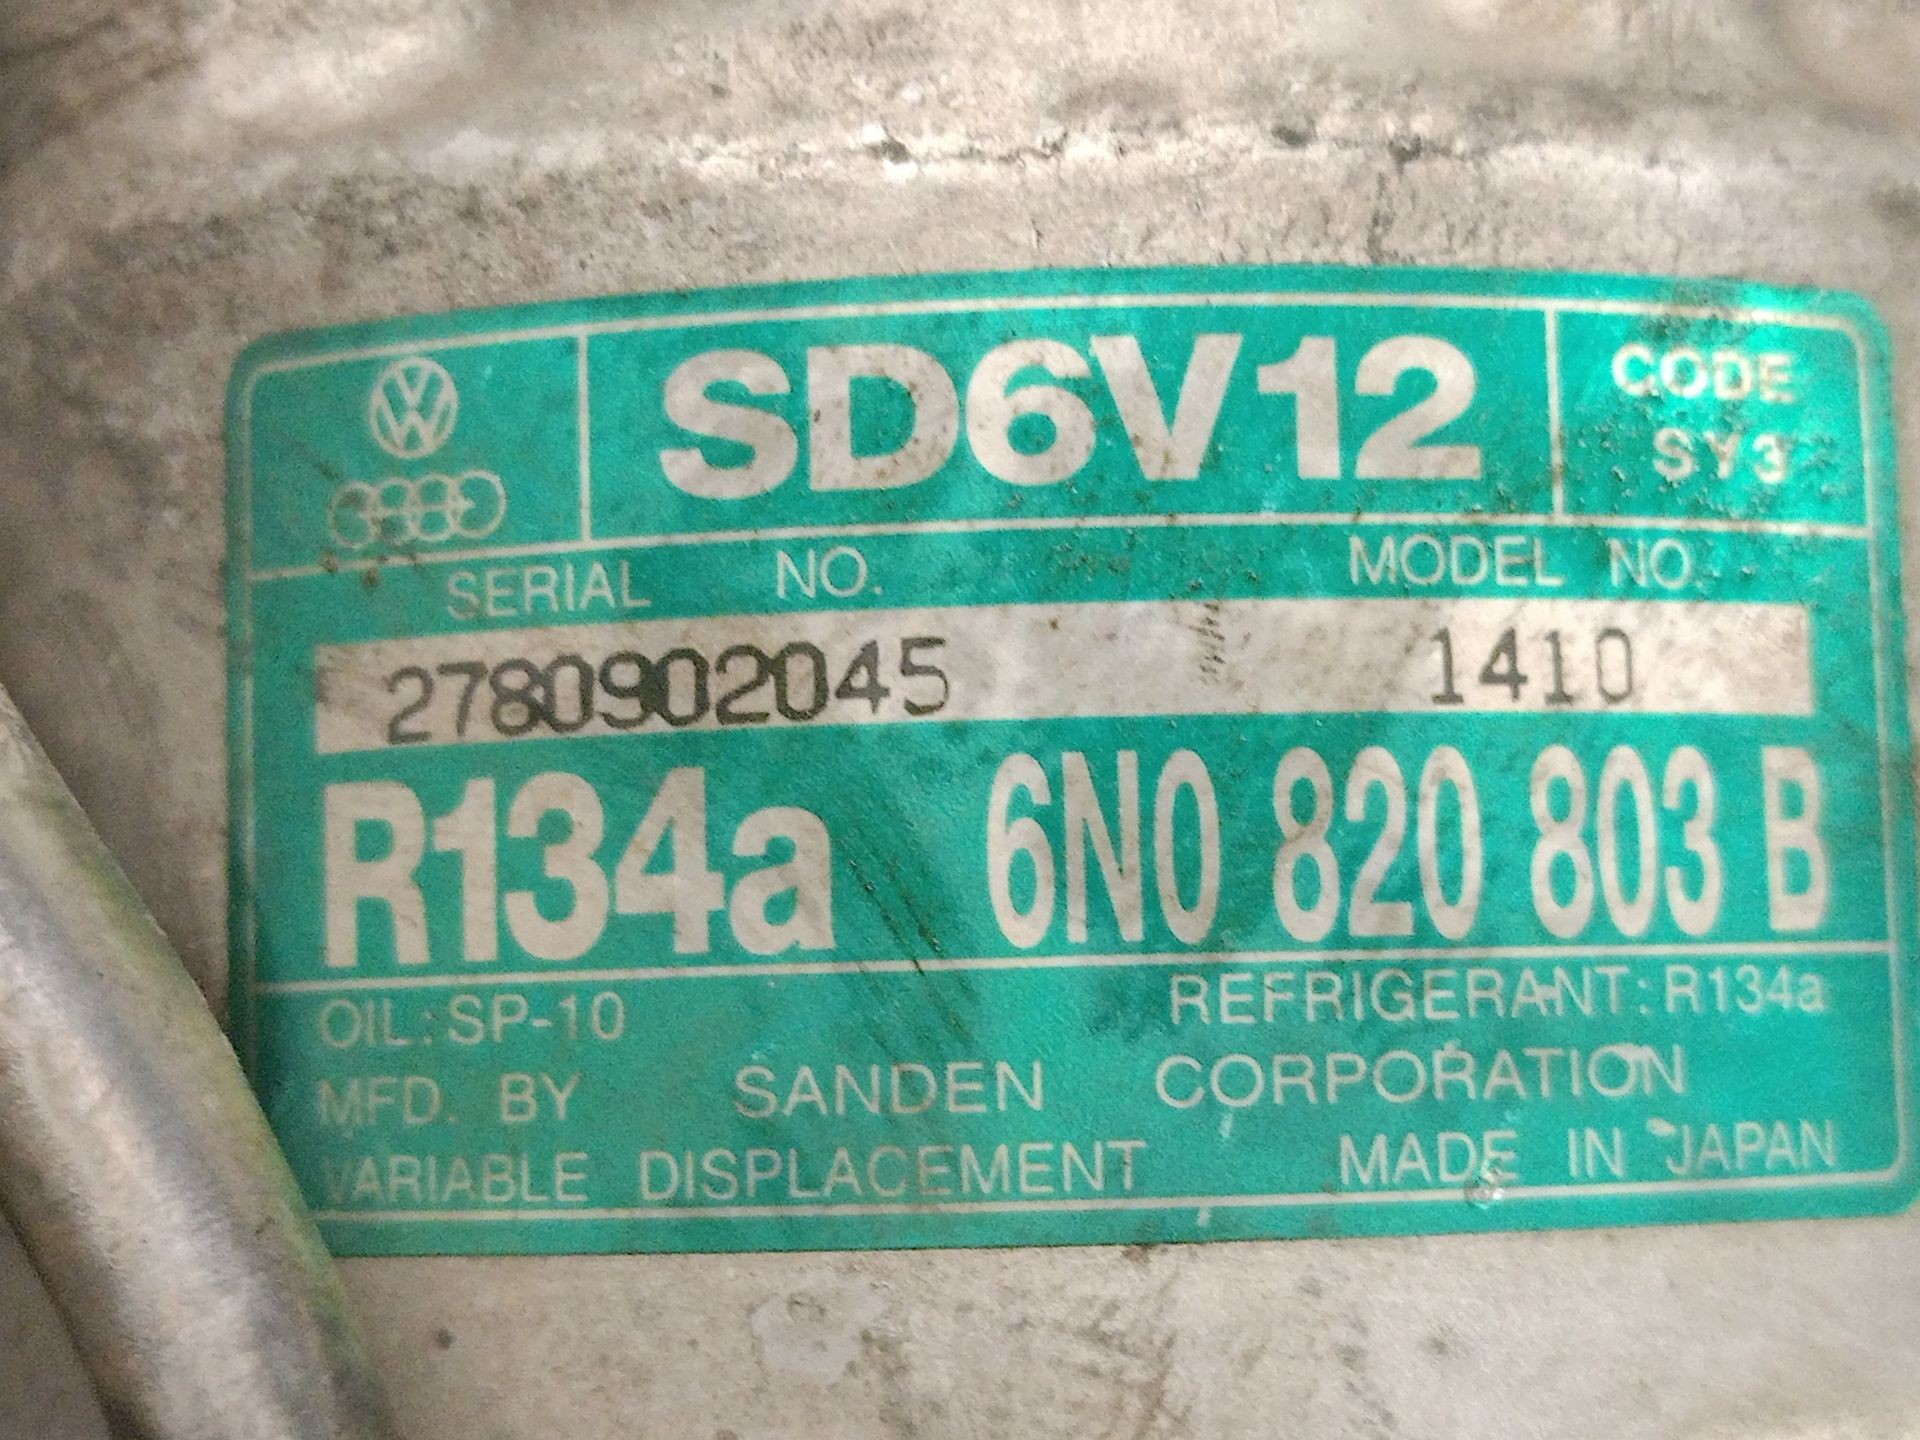 SD6V12 CODE
SY3
SERIAL NO. MODEL NO.
2780902045 1410
R134a 6N0 820 803 B
OIL: SP-10 REFRIGERANT: R134a
MFD. BY SANDEN CORPORATION
VARIABLE DISPLACEMENT MADE IN JAPAN